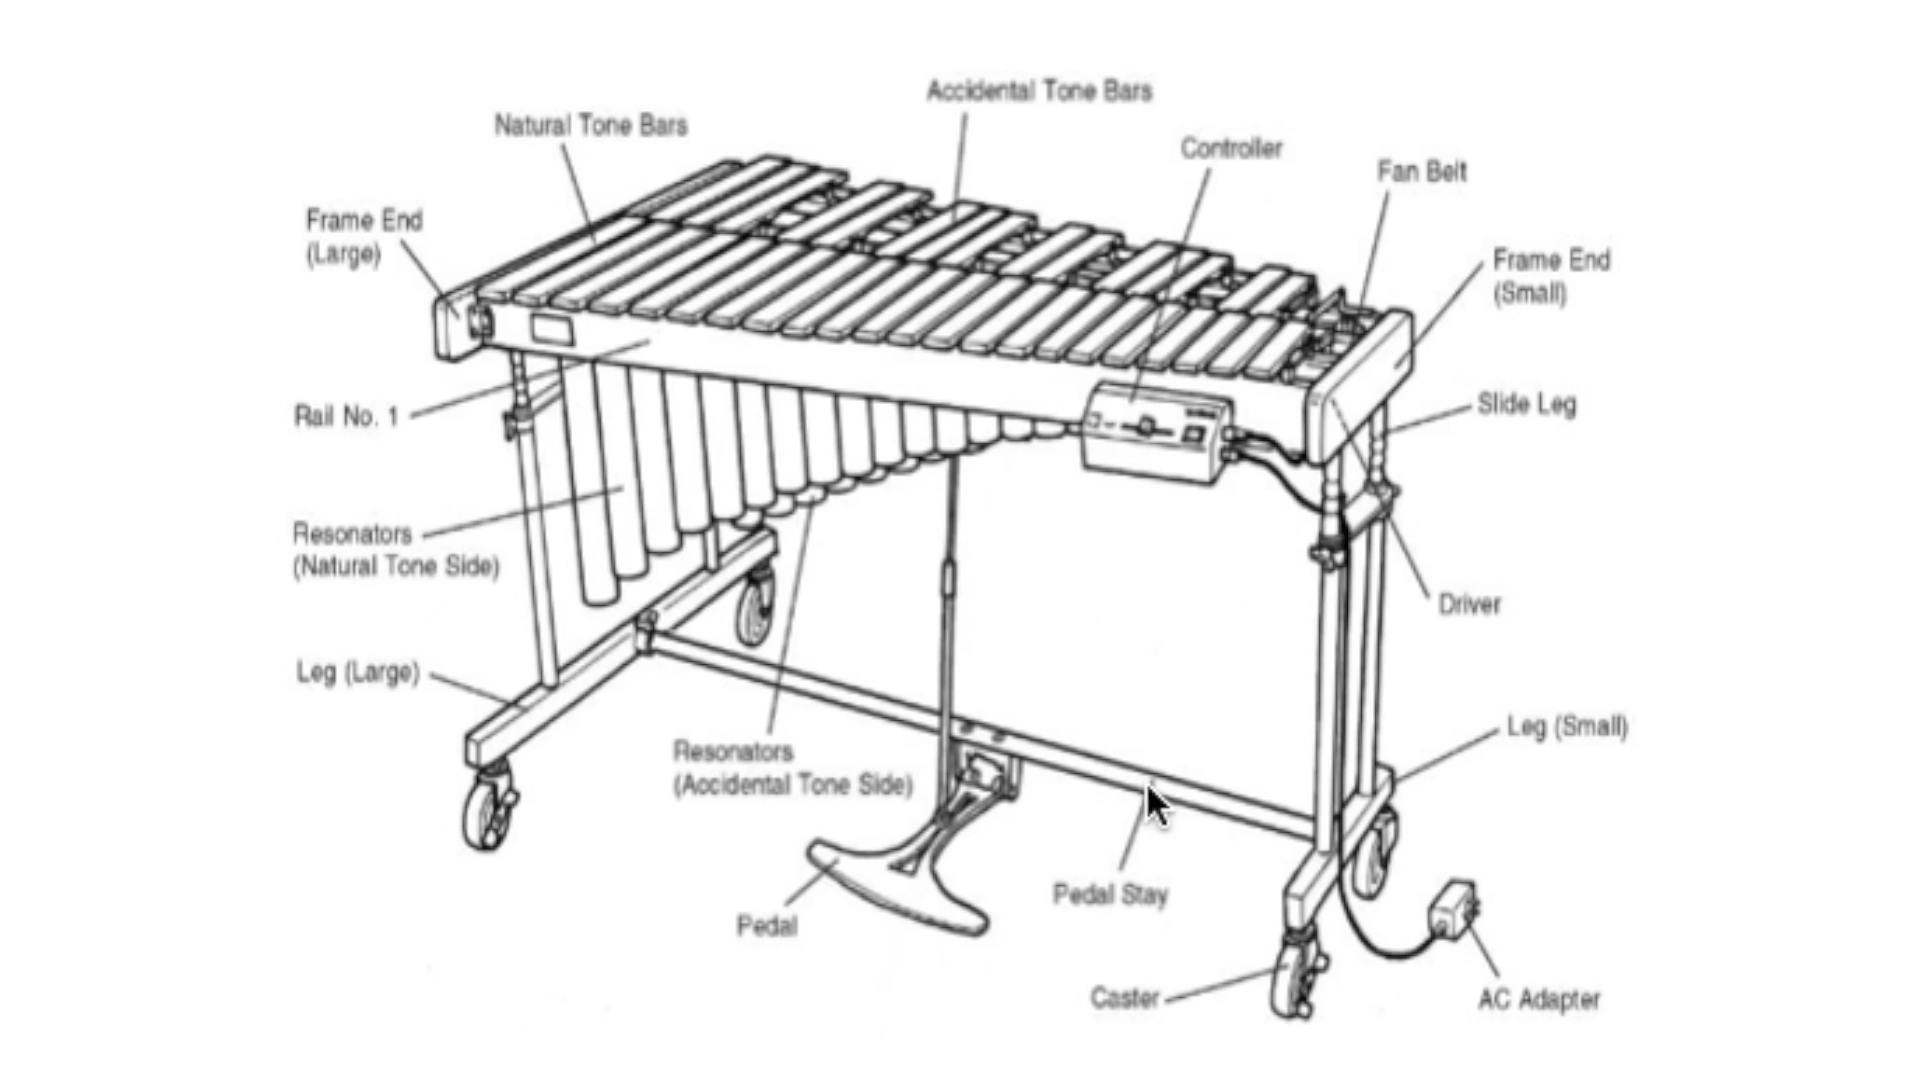 Accidental Tone Bars
Natural Tone Bars
Controller
Fan Belt
Frame End
(Large)
Frame End
(Small)
Rail No. 1
Slide Leg
Resonators
(Natural Tone Side)
Driver
Leg (Large)
Leg (Small)
Resonators
(Accidental Tone Side)
Pedal Stay
Pedal
Caster
AC Adapter